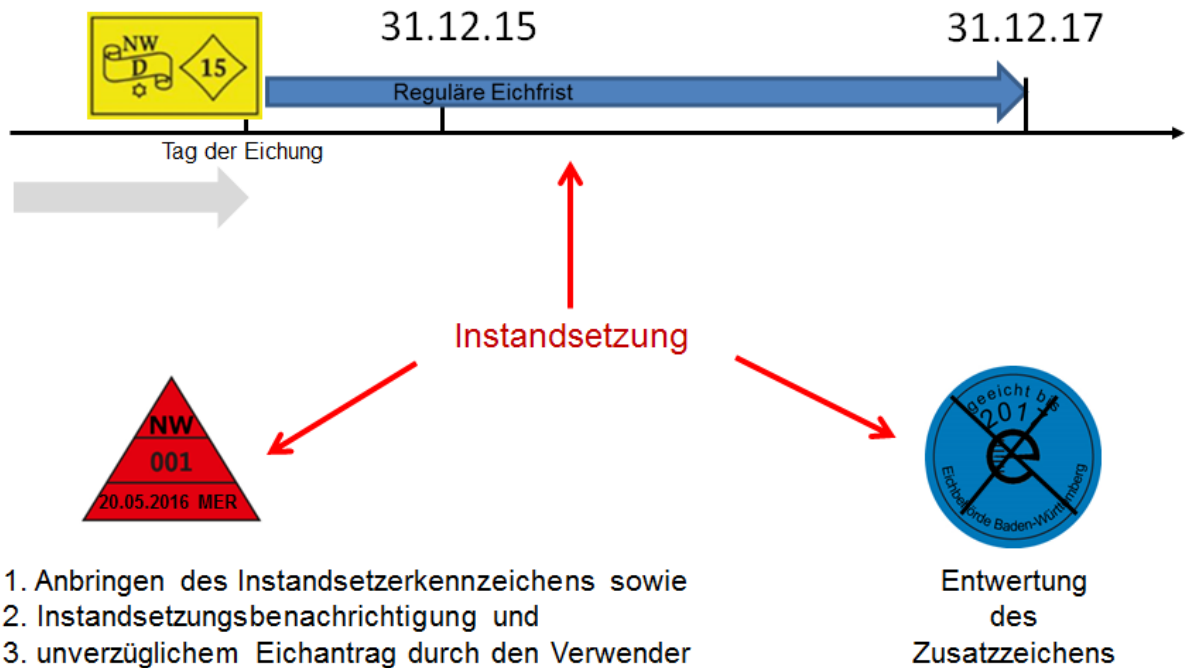 31.12.15
31.12.17
NW
D
15
Reguläre Eichfrist
Tag der Eichung
Instandsetzung
NW
001
20.05.2016 MER
geeicht bis
2017
Eichbehörde Baden-Württemberg
1. Anbringen des Instandsetzerkennzeichens sowie
2. Instandsetzungsbenachrichtigung und
3. unverzüglichem Eichantrag durch den Verwender
Entwertung
des
Zusatzzeichens